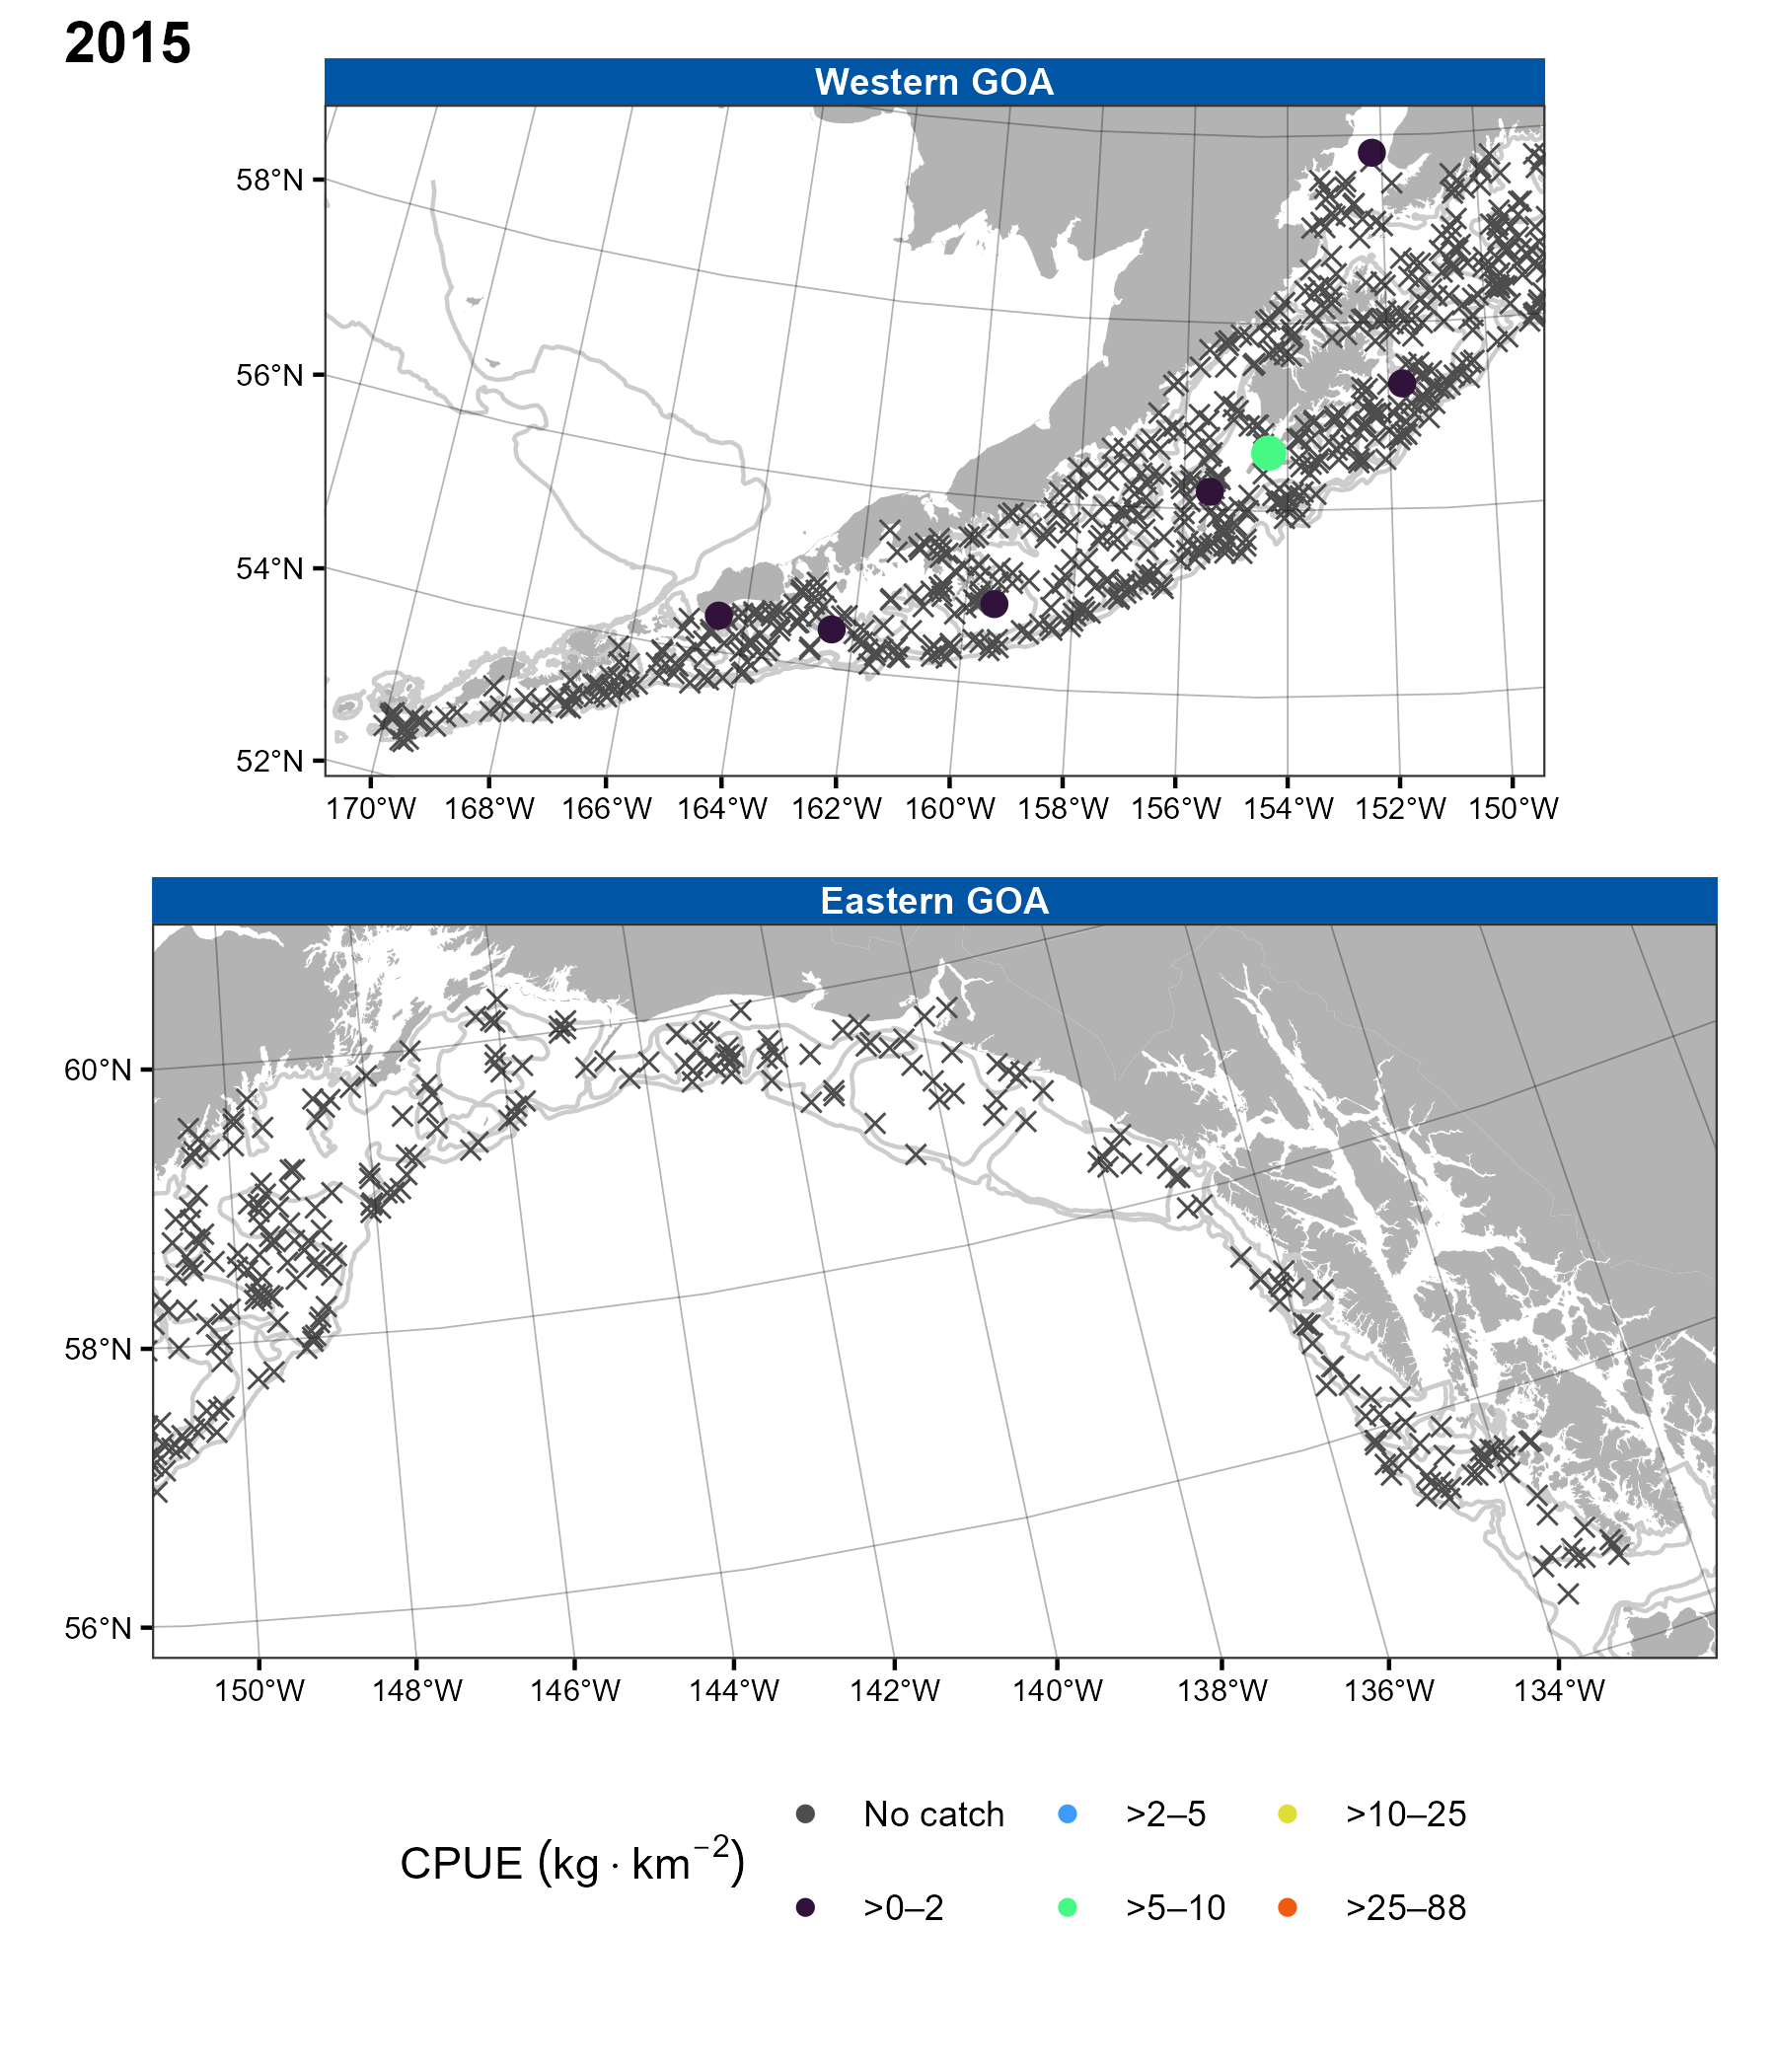 2015
Western GOA
58°N
56°N
54°N
52°N
170°W 168°W 166°W 164°W 162°W 160°W 158°W 156°W 154°W 152°W 150°W
Eastern GOA
60°N
58°N
56°N
150°W 148°W 146°W 144°W 142°W 140°W 138°W 136°W 134°W
CPUE (kg · km⁻²)
No catch >2–5 >10–25
>0–2 >5–10 >25–88